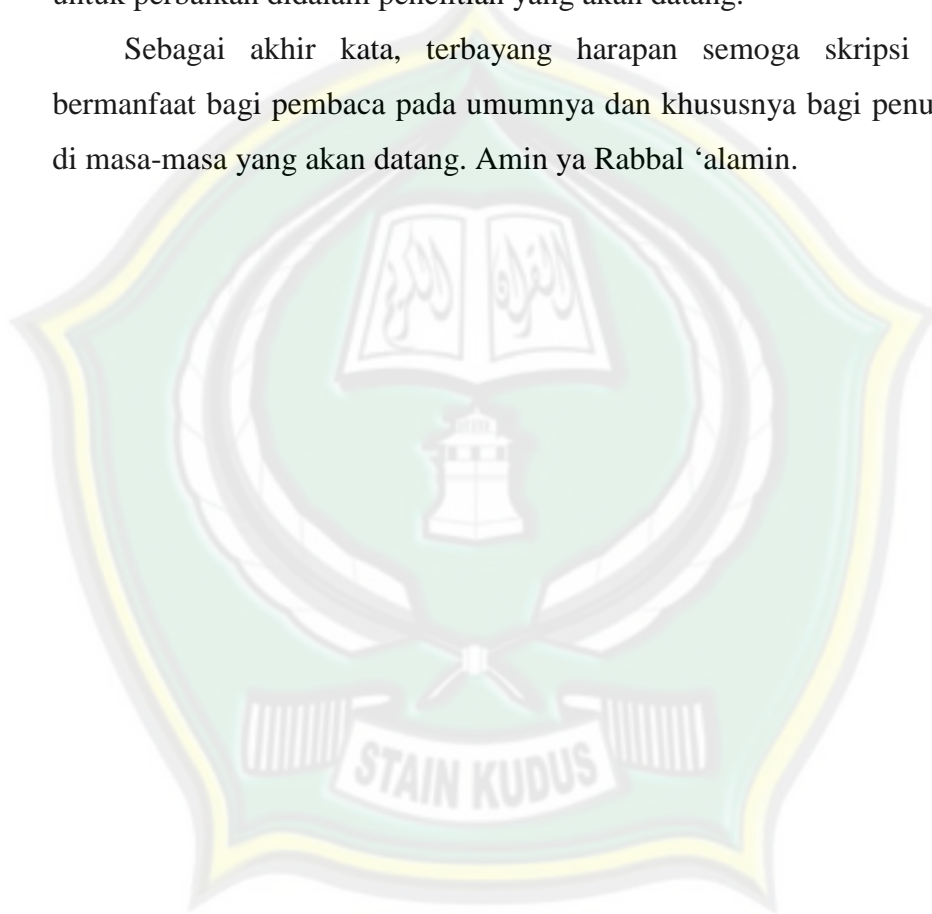 untuk perbaikan didalam penelitian yang akan datang.
Sebagai akhir kata, terbayang harapan semoga skripsi
bermanfaat bagi pembaca pada umumnya dan khususnya bagi penu
di masa-masa yang akan datang. Amin ya Rabbal ‘alamin.
STAIN KUDUS